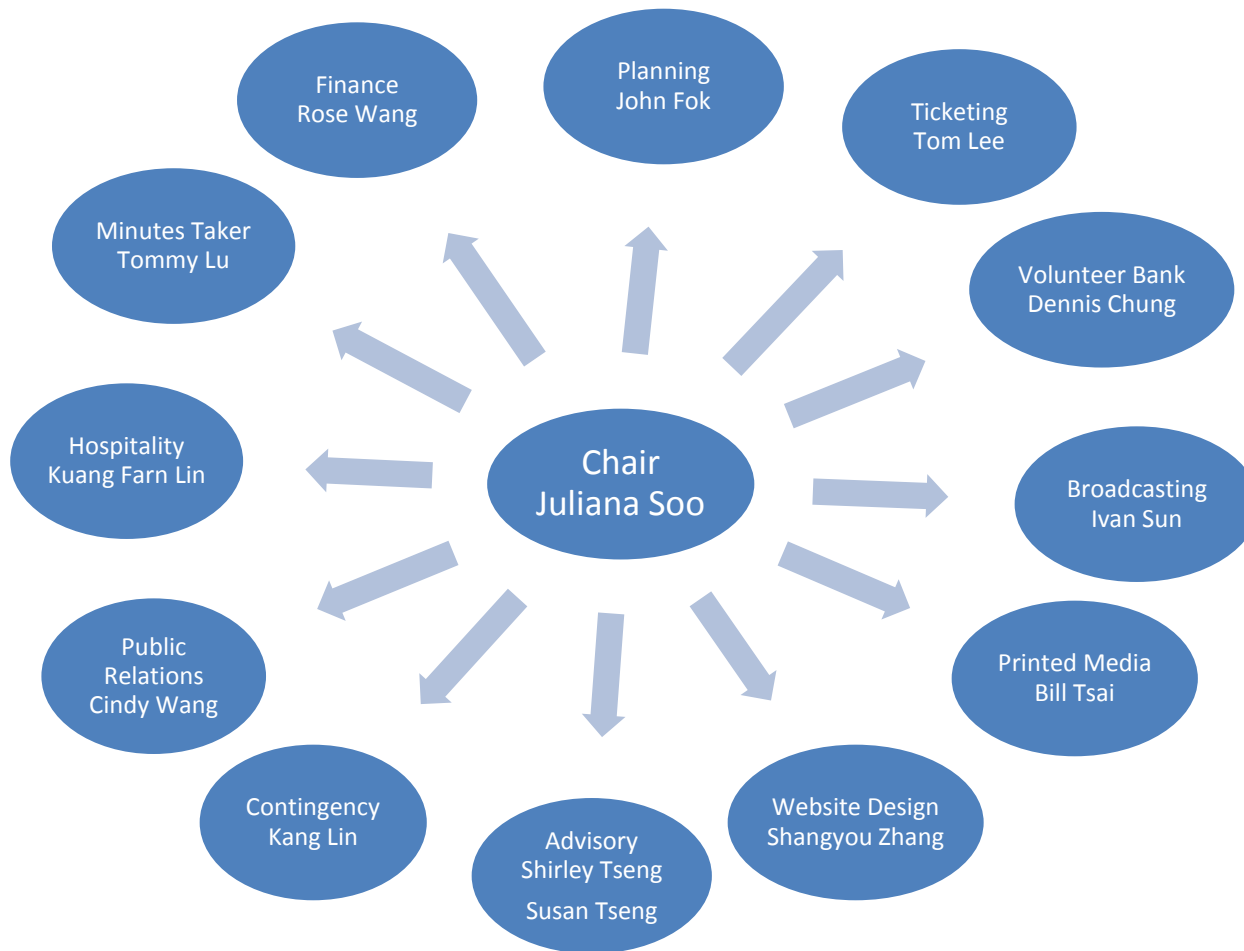 Planning
John Fok
Finance
Rose Wang
Ticketing
Tom Lee
Minutes Taker
Tommy Lu
Volunteer Bank
Dennis Chung
Hospitality
Kuang Farn Lin
Chair
Juliana Soo
Broadcasting
Ivan Sun
Public
Relations
Cindy Wang
Printed Media
Bill Tsai
Contingency
Kang Lin
Advisory
Shirley Tseng
Susan Tseng
Website Design
Shangyou Zhang